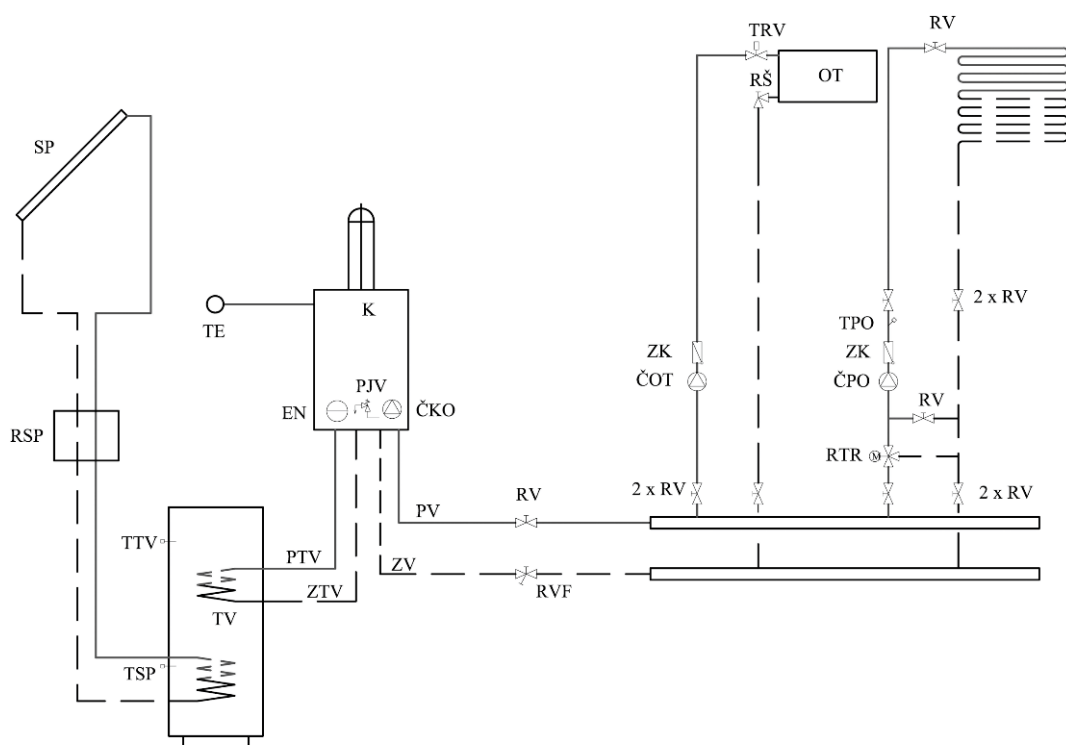 TRV
RV
RŠ
OT
SP
K
TE
2 x RV
TPO
ZK
ZK
PJV
ČOT
ČPO
EN
ČKO
RV
RSP
RTR
M
2 x RV
RV
2 x RV
PV
TTV
PTV
ZV
ZTV
RVF
TV
TSP